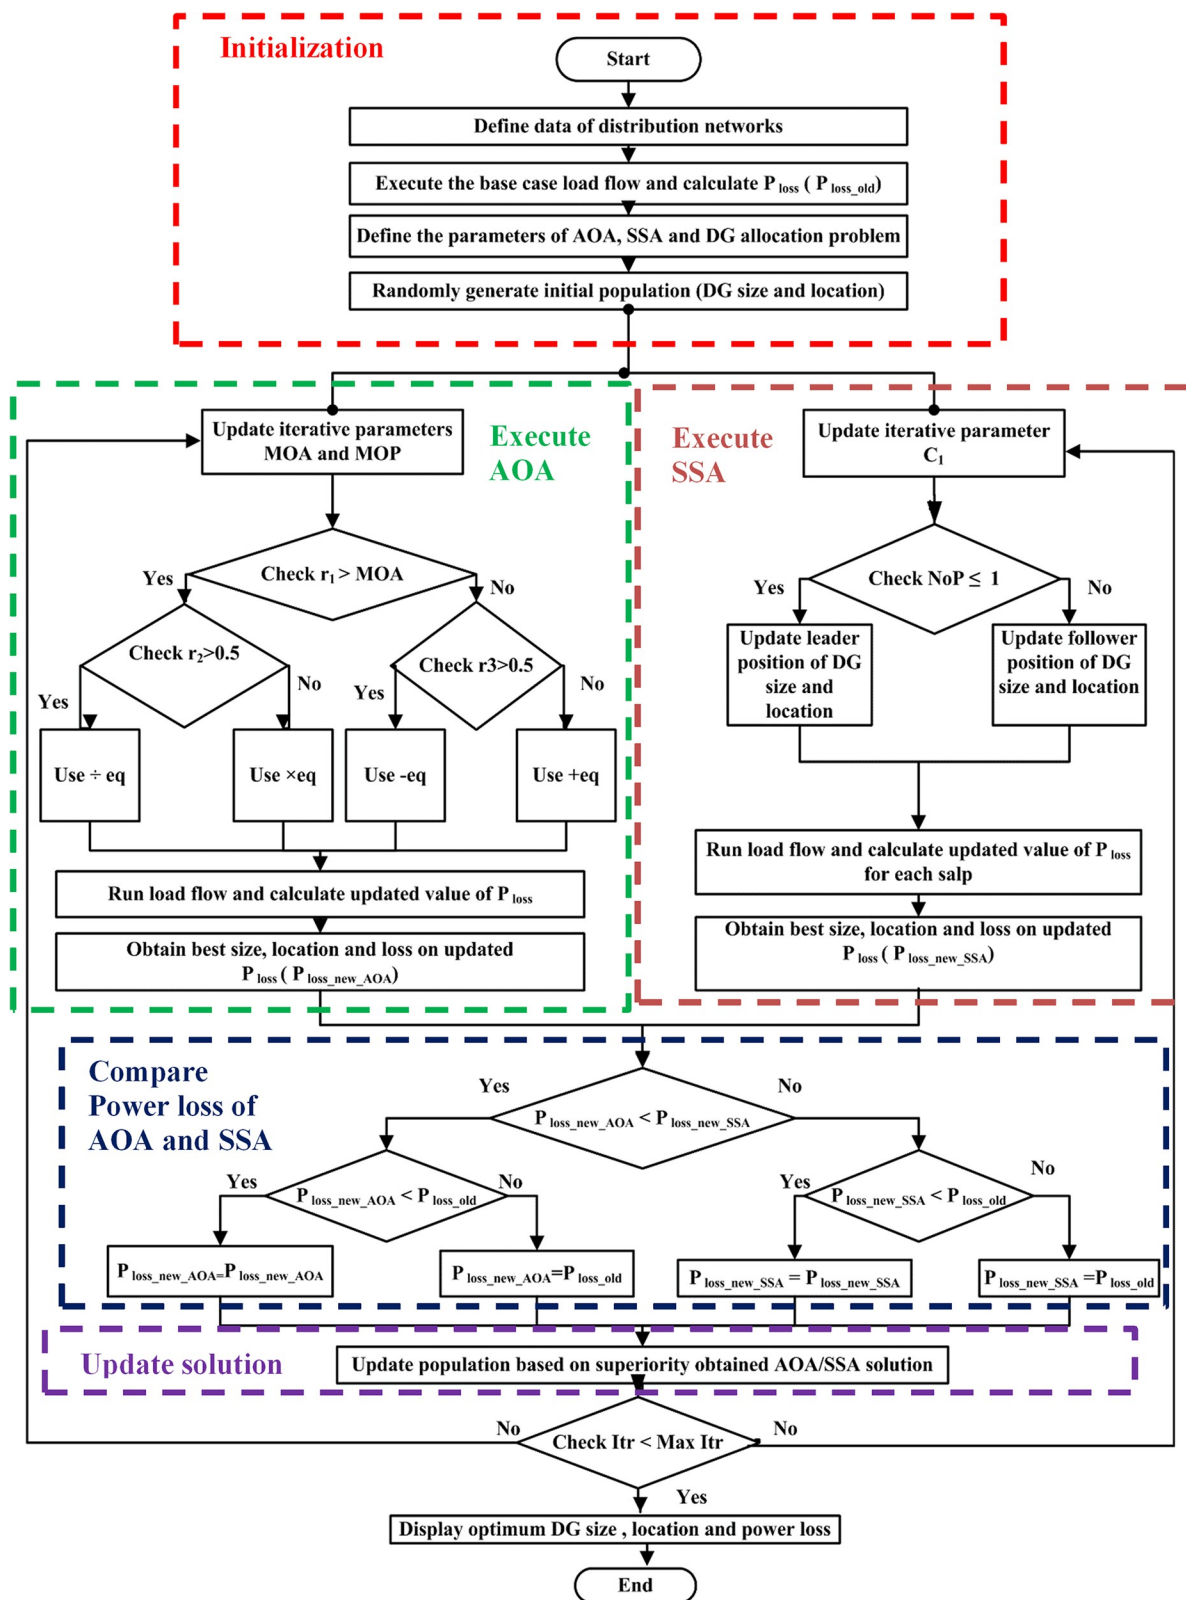 Initialization
Start
Define data of distribution networks
Execute the base case load flow and calculate P loss ( P loss_old)
Define the parameters of AOA, SSA and DG allocation problem
Randomly generate initial population (DG size and location)
Update iterative parameters
MOA and MOP
Execute
AOA
Check r1 > MOA
Yes
No
Check r2>0.5
Yes
No
Check r3>0.5
Yes
No
Use ÷ eq
Use ×eq
Use -eq
Use +eq
Run load flow and calculate updated value of P loss
Obtain best size, location and loss on updated
P loss ( P loss_new_AOA)
Execute
SSA
Update iterative parameter
C1
Check NoP ≤ 1
Yes
No
Update leader
position of DG
size and
location
Update follower
position of DG
size and location
Run load flow and calculate updated value of P loss
for each salp
Obtain best size, location and loss on updated
P loss ( P loss_new_SSA)
Compare
Power loss of
AOA and SSA
Yes
No
P loss_new_AOA < P loss_new_SSA
Yes
No
P loss_new_AOA < P loss_old
Yes
No
P loss_new_SSA < P loss_old
P loss_new_AOA=P loss_new_AOA
P loss_new_AOA=P loss_old
P loss_new_SSA = P loss_new_SSA
P loss_new_SSA =P loss_old
Update solution
Update population based on superiority obtained AOA/SSA solution
No
No
Check Itr < Max Itr
Yes
Display optimum DG size , location and power loss
End